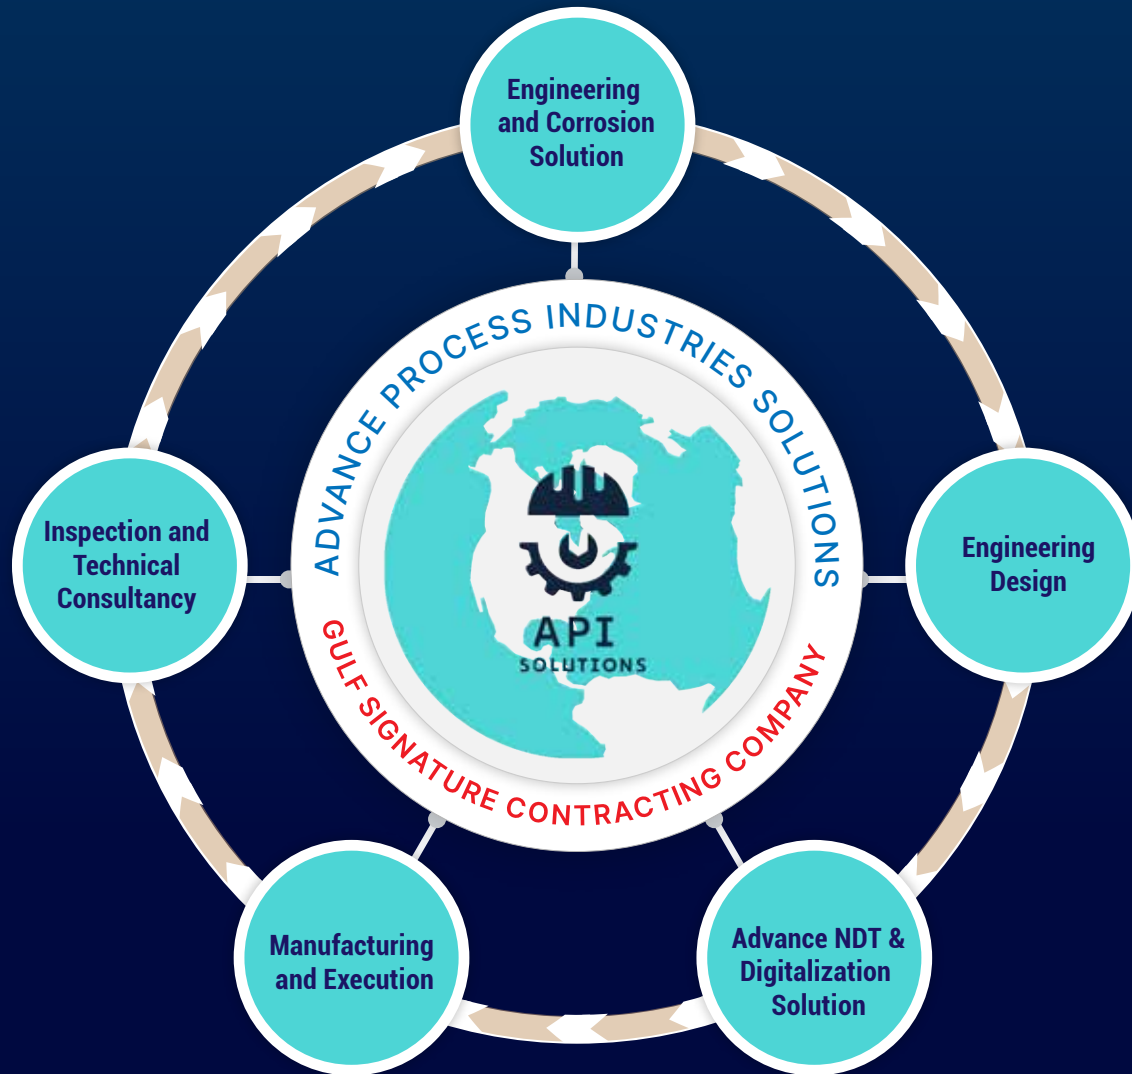 Engineering
and Corrosion
Solution
ADVANCE PROCESS INDUSTRIES SOLUTIONS
Inspection and
Technical
Consultancy
Engineering
Design
API
SOLUTIONS
GULF SIGNATURE CONTRACTING COMPANY
Manufacturing
and Execution
Advance NDT &
Digitalization
Solution